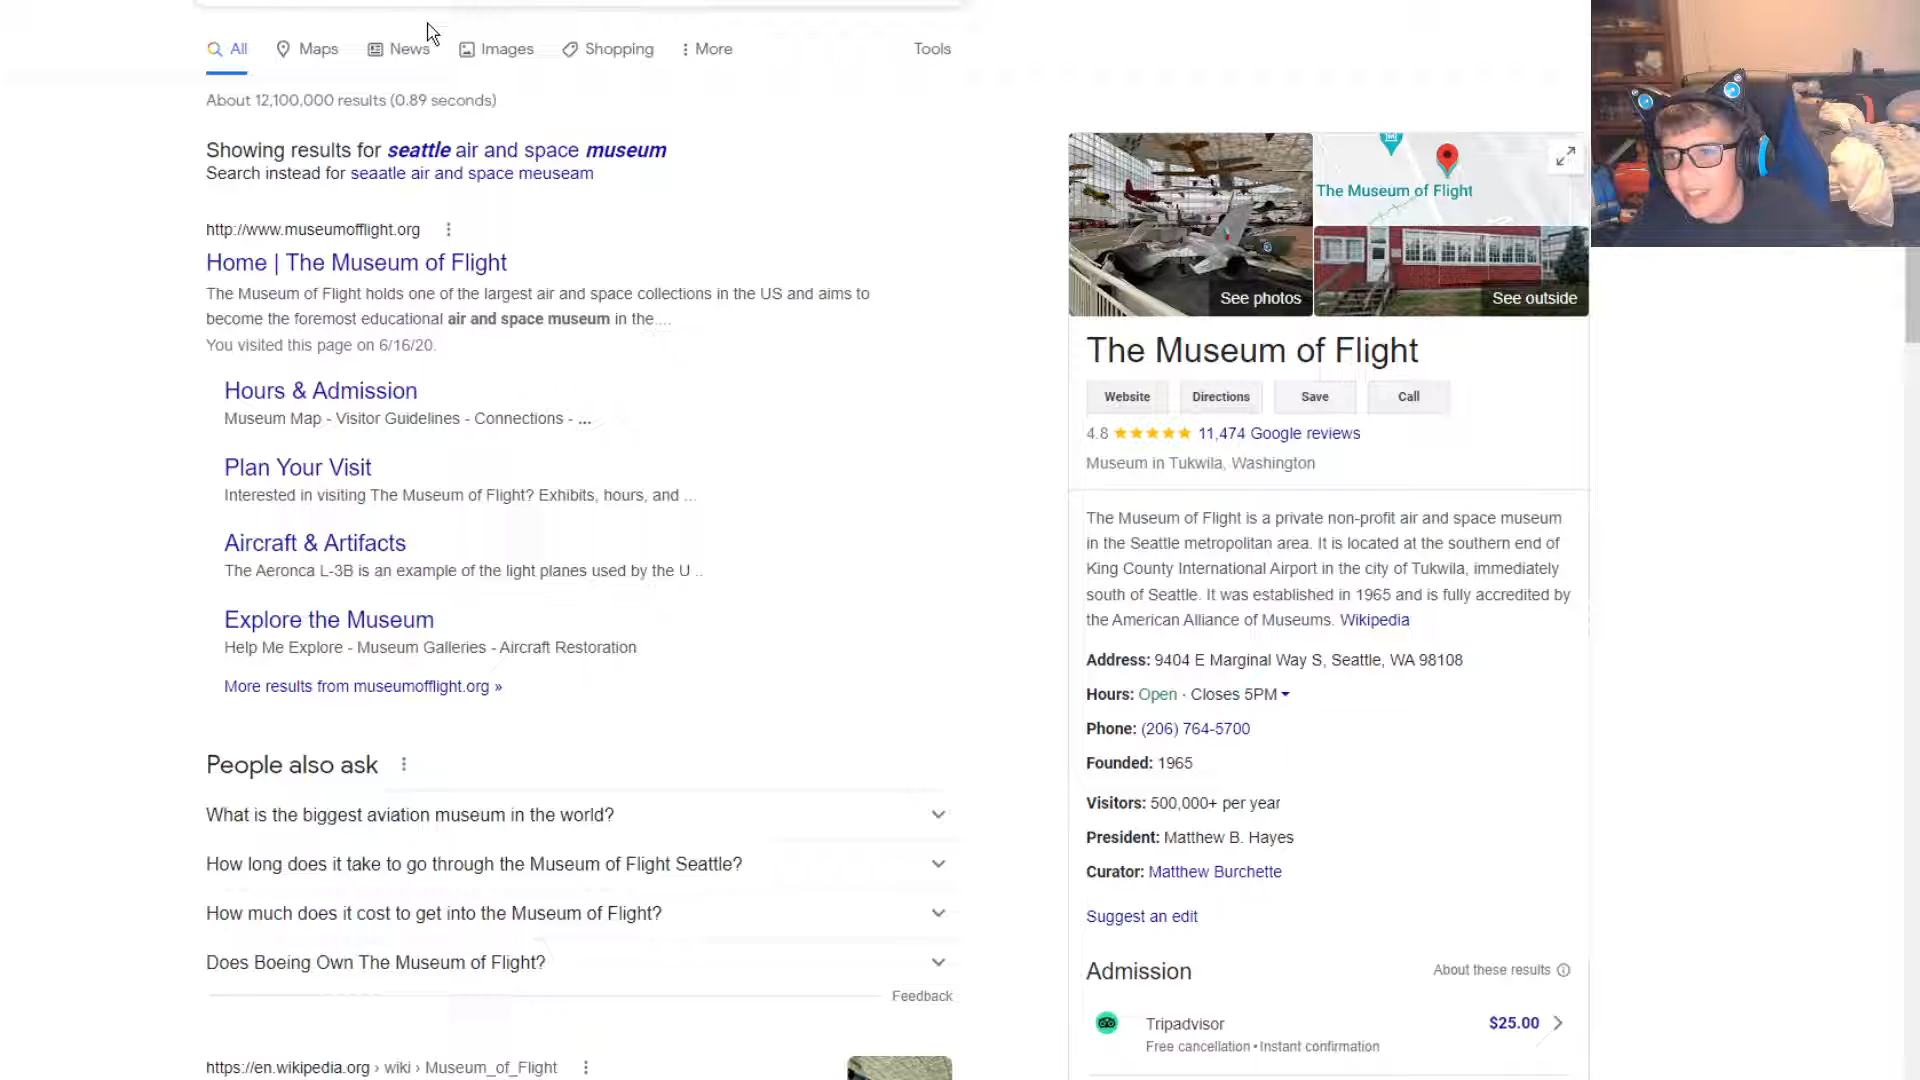 All
Maps
News
Images
Shopping
More
Tools
About 12,100,000 results (0.89 seconds)
Showing results for seattle air and space museum
Search instead for seaatle air and space meuseam
http://www.museumofflight.org
Home | The Museum of Flight
The Museum of Flight holds one of the largest air and space collections in the US and aims to
become the foremost educational air and space museum in the....
You visited this page on 6/16/20.
Hours & Admission
Museum Map - Visitor Guidelines - Connections - ...
Plan Your Visit
Interested in visiting The Museum of Flight? Exhibits, hours, and ...
Aircraft & Artifacts
The Aeronca L-3B is an example of the light planes used by the U ..
Explore the Museum
Help Me Explore - Museum Galleries - Aircraft Restoration
More results from museumofflight.org »
People also ask
What is the biggest aviation museum in the world?
How long does it take to go through the Museum of Flight Seattle?
How much does it cost to get into the Museum of Flight?
Does Boeing Own The Museum of Flight?
Feedback
https://en.wikipedia.org › wiki › Museum_of_Flight
The Museum of Flight
See photos
See outside
The Museum of Flight
Website
Directions
Save
Call
4.8 ★★★★★ 11,474 Google reviews
Museum in Tukwila, Washington
The Museum of Flight is a private non-profit air and space museum
in the Seattle metropolitan area. It is located at the southern end of
King County International Airport in the city of Tukwila, immediately
south of Seattle. It was established in 1965 and is fully accredited by
the American Alliance of Museums. Wikipedia
Address: 9404 E Marginal Way S, Seattle, WA 98108
Hours: Open · Closes 5PM
Phone: (206) 764-5700
Founded: 1965
Visitors: 500,000+ per year
President: Matthew B. Hayes
Curator: Matthew Burchette
Suggest an edit
Admission
About these results
Tripadvisor
$25.00
Free cancellation • Instant confirmation